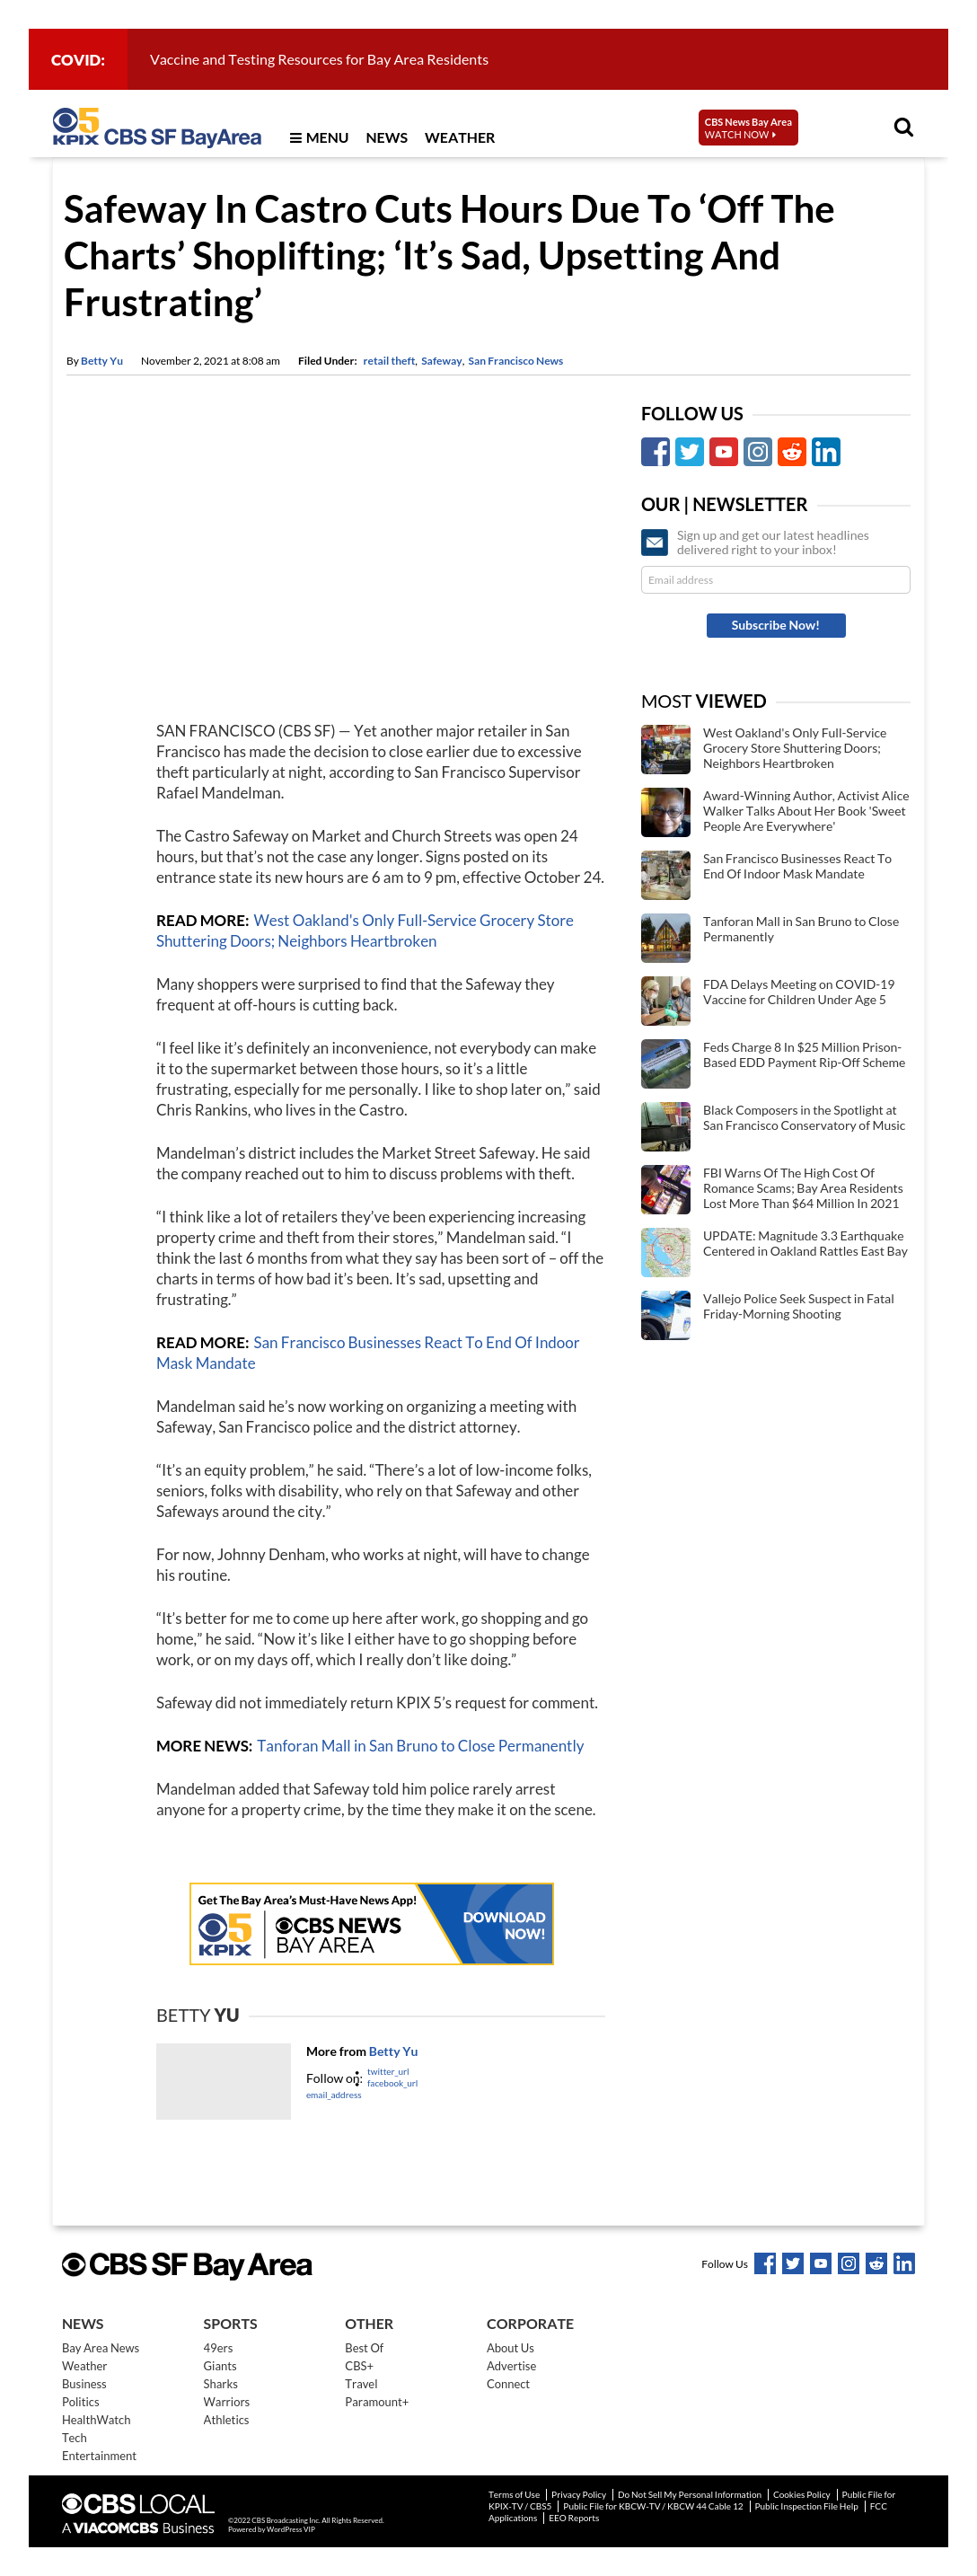 COVID:
Vaccine and Testing Resources for Bay Area Residents
5
KPIX CBS SF BayArea
MENU NEWS WEATHER
CBS News Bay Area
WATCH NOW
Safeway In Castro Cuts Hours Due To ‘Off The
Charts’ Shoplifting; ‘It’s Sad, Upsetting And
Frustrating’
By Betty Yu November 2, 2021 at 8:08 am Filed Under: retail theft, Safeway, San Francisco News
SAN FRANCISCO (CBS SF) — Yet another major retailer in San
Francisco has made the decision to close earlier due to excessive
theft particularly at night, according to San Francisco Supervisor
Rafael Mandelman.
The Castro Safeway on Market and Church Streets was open 24
hours, but that’s not the case any longer. Signs posted on its
entrance state its new hours are 6 am to 9 pm, effective October 24.
READ MORE: West Oakland's Only Full-Service Grocery Store
Shuttering Doors; Neighbors Heartbroken
Many shoppers were surprised to find that the Safeway they
frequent at off-hours is cutting back.
“I feel like it’s definitely an inconvenience, not everybody can make
it to the supermarket between those hours, so it’s a little
frustrating, especially for me personally. I like to shop later on,” said
Chris Rankins, who lives in the Castro.
Mandelman’s district includes the Market Street Safeway. He said
the company reached out to him to discuss problems with theft.
“I think like a lot of retailers they’ve been experiencing increasing
property crime and theft from their stores,” Mandelman said. “I
think the last 6 months from what they say has been sort of – off the
charts in terms of how bad it’s been. It’s sad, upsetting and
frustrating.”
READ MORE: San Francisco Businesses React To End Of Indoor
Mask Mandate
Mandelman said he’s now working on organizing a meeting with
Safeway, San Francisco police and the district attorney.
“It’s an equity problem,” he said. “There’s a lot of low-income folks,
seniors, folks with disability, who rely on that Safeway and other
Safeways around the city.”
For now, Johnny Denham, who works at night, will have to change
his routine.
“It’s better for me to come up here after work, go shopping and go
home,” he said. “Now it’s like I either have to go shopping before
work, or on my days off, which I really don’t like doing.”
Safeway did not immediately return KPIX 5’s request for comment.
MORE NEWS: Tanforan Mall in San Bruno to Close Permanently
Mandelman added that Safeway told him police rarely arrest
anyone for a property crime, by the time they make it on the scene.
Get The Bay Area’s Must-Have News App!
5
KPIX
CBS NEWS
BAY AREA
DOWNLOAD
NOW!
BETTY YU
More from Betty Yu
Follow on:
twitter_url
facebook_url
email_address
FOLLOW US
OUR | NEWSLETTER
Sign up and get our latest headlines
delivered right to your inbox!
Email address
Subscribe Now!
MOST VIEWED
West Oakland's Only Full-Service
Grocery Store Shuttering Doors;
Neighbors Heartbroken
Award-Winning Author, Activist Alice
Walker Talks About Her Book 'Sweet
People Are Everywhere'
San Francisco Businesses React To
End Of Indoor Mask Mandate
Tanforan Mall in San Bruno to Close
Permanently
FDA Delays Meeting on COVID-19
Vaccine for Children Under Age 5
Feds Charge 8 In $25 Million Prison-
Based EDD Payment Rip-Off Scheme
Black Composers in the Spotlight at
San Francisco Conservatory of Music
FBI Warns Of The High Cost Of
Romance Scams; Bay Area Residents
Lost More Than $64 Million In 2021
UPDATE: Magnitude 3.3 Earthquake
Centered in Oakland Rattles East Bay
Vallejo Police Seek Suspect in Fatal
Friday-Morning Shooting
CBS SF Bay Area
Follow Us
NEWS
Bay Area News
Weather
Business
Politics
HealthWatch
Tech
Entertainment
SPORTS
49ers
Giants
Sharks
Warriors
Athletics
OTHER
Best Of
CBS+
Travel
Paramount+
CORPORATE
About Us
Advertise
Connect
CBS LOCAL
A VIACOMCBS Business
©2022 CBS Broadcasting Inc. All Rights Reserved.
Powered by WordPress VIP
Terms of Use | Privacy Policy | Do Not Sell My Personal Information | Cookies Policy | Public File for
KPIX-TV / CBS5 | Public File for KBCW-TV / KBCW 44 Cable 12 | Public Inspection File Help | FCC
Applications | EEO Reports